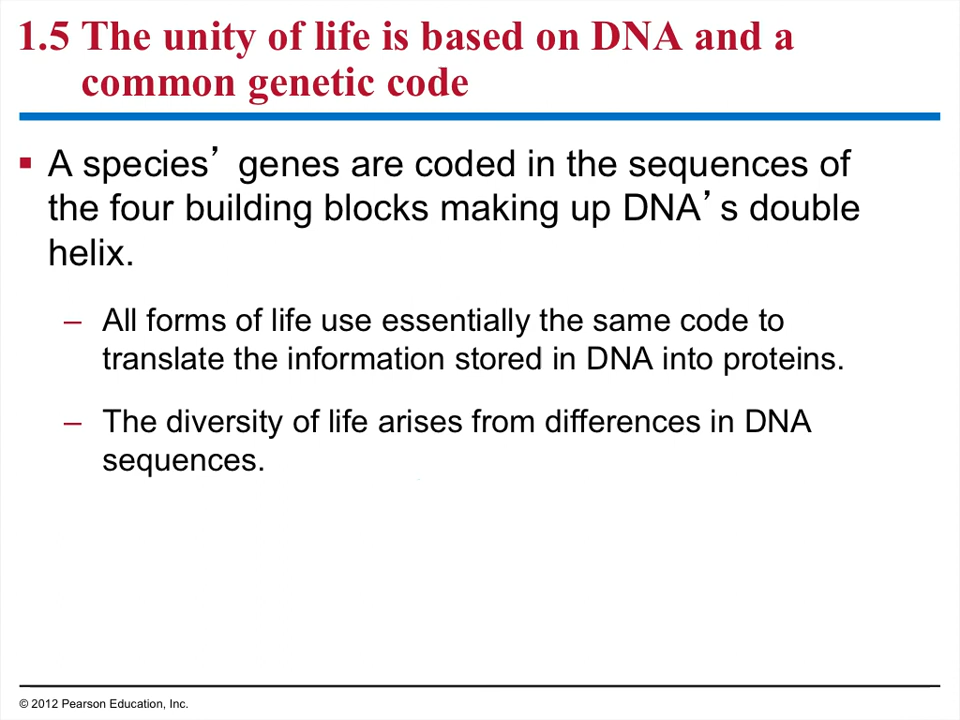 1.5 The unity of life is based on DNA and a
common genetic code
▪ A species’ genes are coded in the sequences of
the four building blocks making up DNA’s double
helix.
– All forms of life use essentially the same code to
translate the information stored in DNA into proteins.
– The diversity of life arises from differences in DNA
sequences.
© 2012 Pearson Education, Inc.